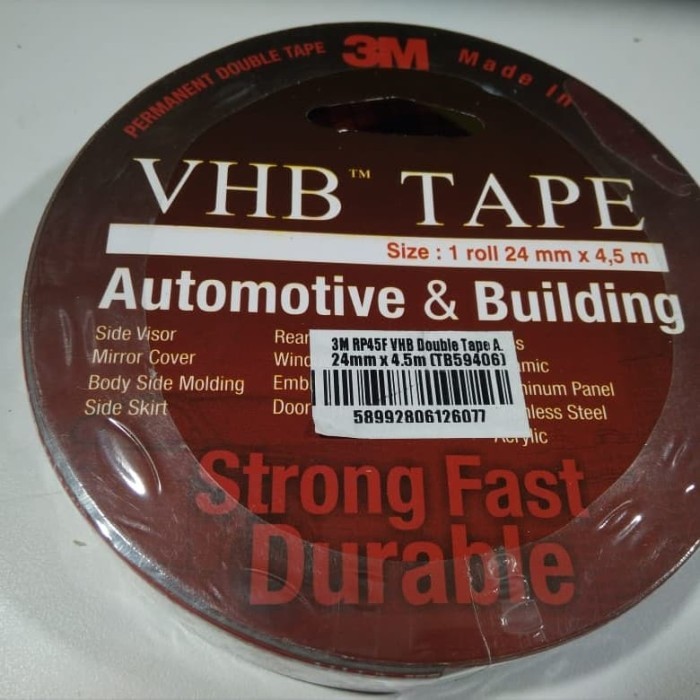 PERMANENT DOUBLE TAPE 3M Made In
VHB™ TAPE
Size : 1 roll 24 mm x 4,5 m
Automotive & Building
Side Visor
Mirror Cover
Body Side Molding
Side Skirt
Rear
Door
3M RP45F VHB Double Tape A.
24mm x 4.5m (TB59406)
58992806126077
Acrylic
Strong Fast
Durable